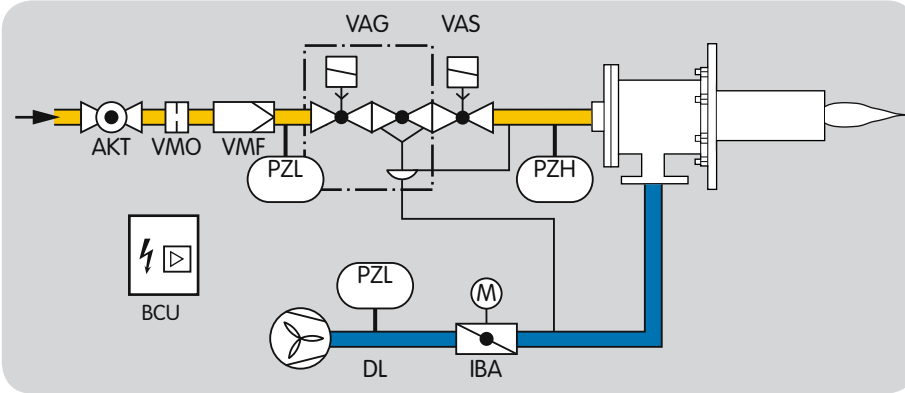 VAG VAS
AKT VMO VMF
PZL PZH
BCU
PZL
M
DL IBA